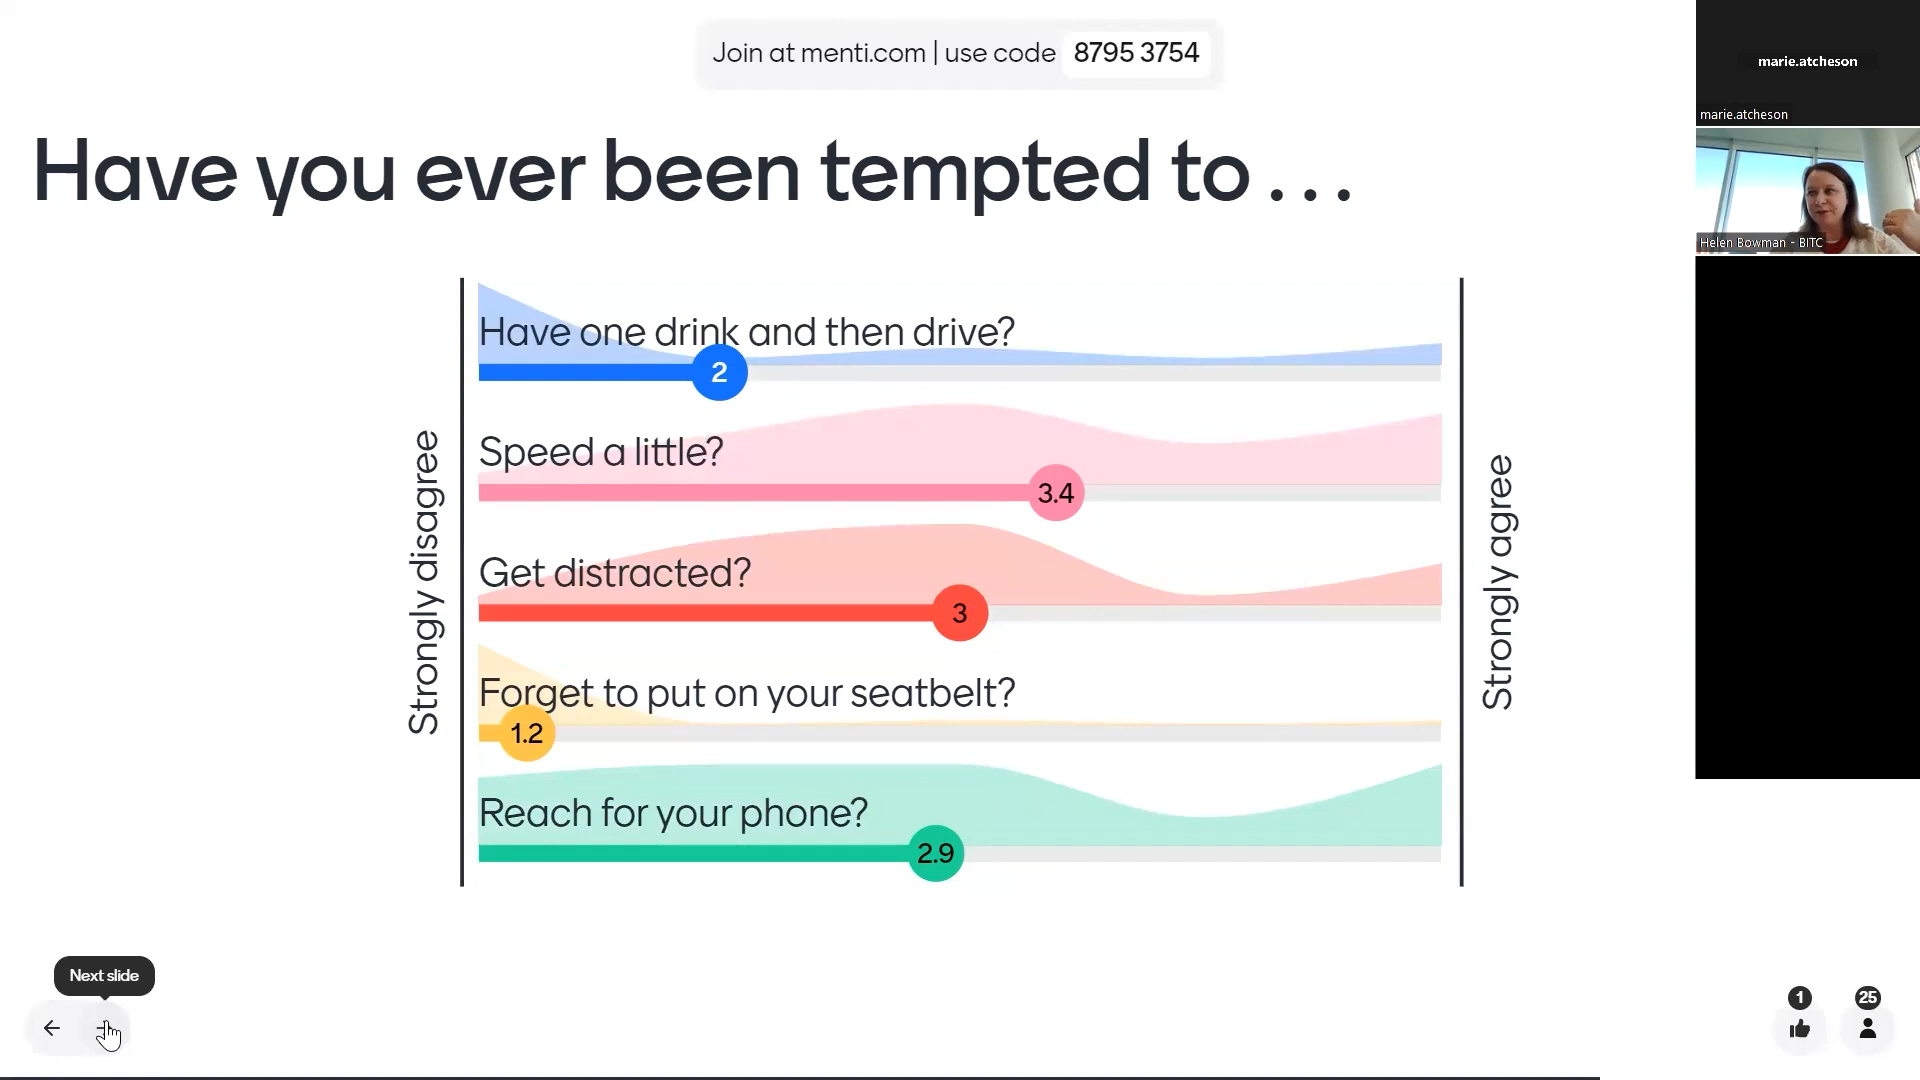 Join at menti.com | use code 8795 3754
marie.atcheson
marie.atcheson
Have you ever been tempted to . . .
Helen Bowman - BITC
Strongly disagree
Have one drink and then drive?
2
Speed a little?
3.4
Get distracted?
3
Forget to put on your seatbelt?
1.2
Reach for your phone?
2.9
Strongly agree
Next slide
1
25